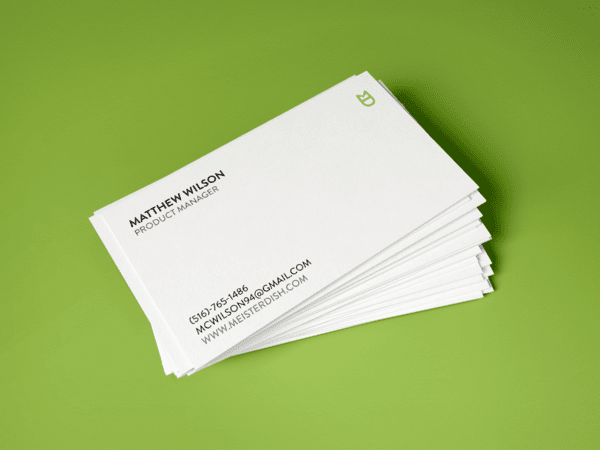 MATTHEW WILSON
PRODUCT MANAGER
(516)-765-1486
MCWILSON94@GMAIL.COM
WWW.MEISTERDISH.COM